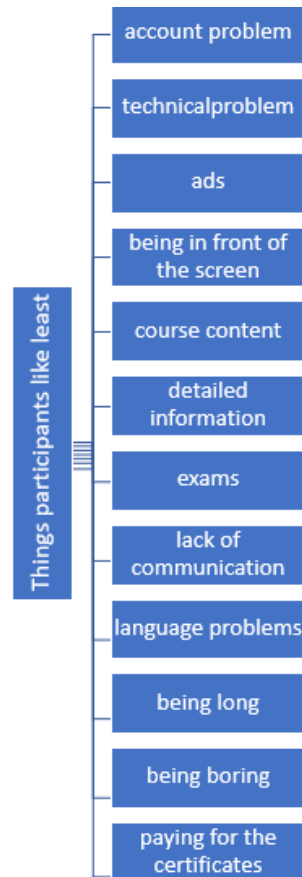 Things participants like least
account problem
technicalproblem
ads
being in front of
the screen
course content
detailed
information
exams
lack of
communication
language problems
being long
being boring
paying for the
certificates